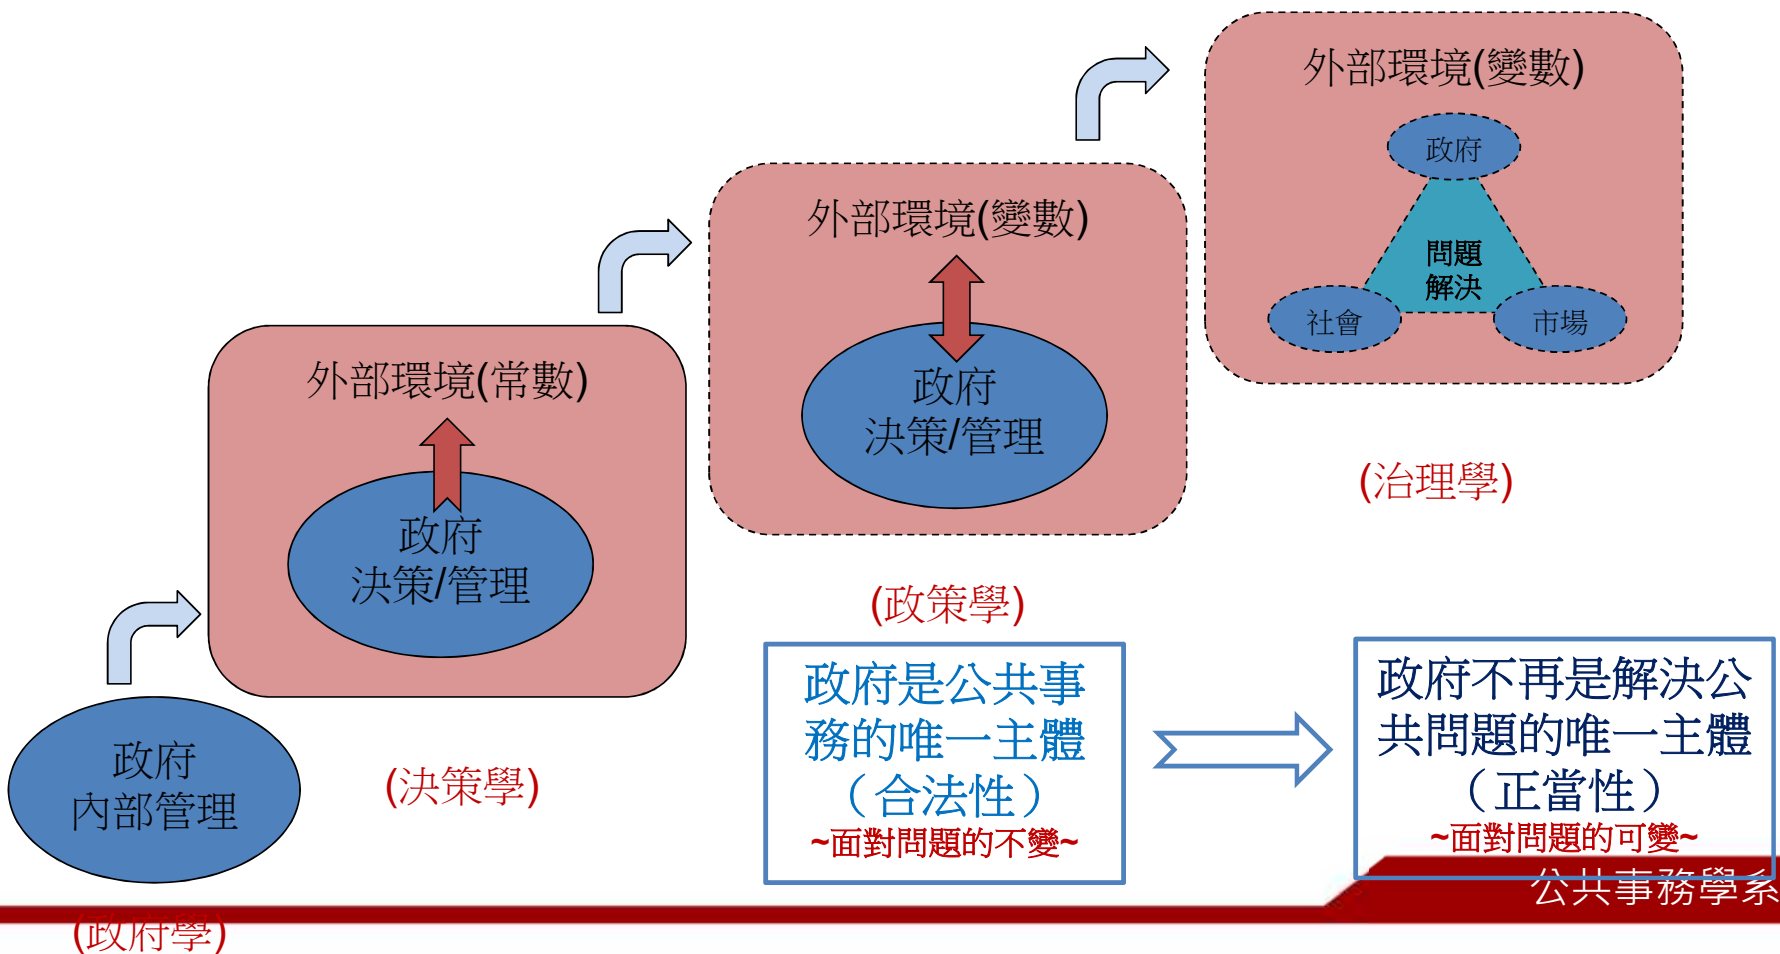 外部環境(變數)
政府
問題
解決
社會
市場
(治理學)
外部環境(變數)
政府
決策/管理
(政策學)
外部環境(常數)
政府
決策/管理
(決策學)
政府
內部管理
(政府學)
政府是公共事
務的唯一主體
（合法性）
~面對問題的不變~
政府不再是解決公
共問題的唯一主體
（正當性）
~面對問題的可變~
公共事務學系